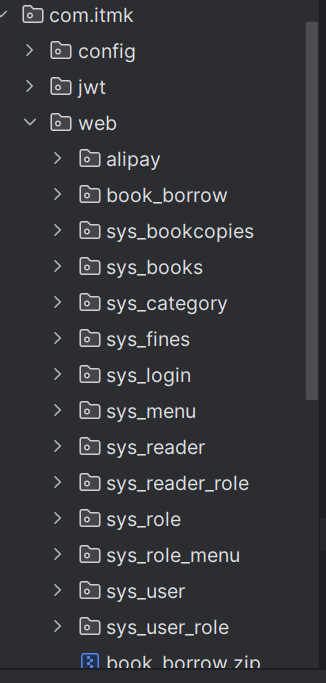 com.itmk
config
jwt
web
alipay
book_borrow
sys_bookcopies
sys_books
sys_category
sys_fines
sys_login
sys_menu
sys_reader
sys_reader_role
sys_role
sys_role_menu
sys_user
sys_user_role
book_borrow.zip